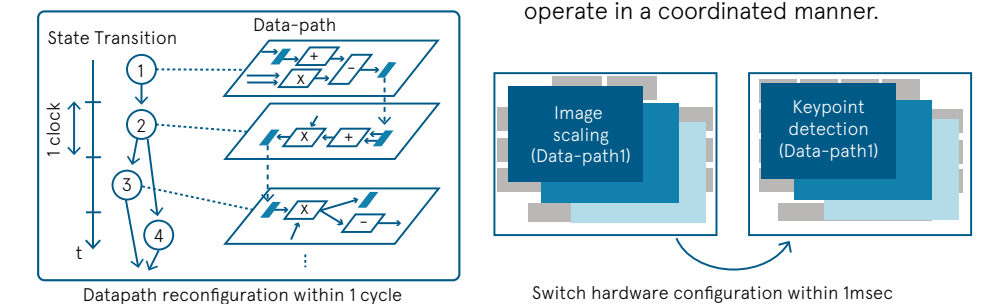 operate in a coordinated manner.
State Transition
Data-path
1
+
x
-
1 clock
2
x
+
3
x
-
4
t
Datapath reconfiguration within 1 cycle
Image
scaling
(Data-path1)
Keypoint
detection
(Data-path1)
Switch hardware configuration within 1msec